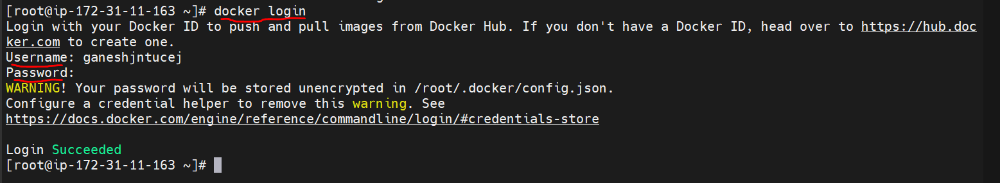 [root@ip-172-31-11-163 ~]# docker login
Login with your Docker ID to push and pull images from Docker Hub. If you don't have a Docker ID, head over to https://hub.doc
ker.com to create one.
Username: ganeshjntucej
Password:
WARNING! Your password will be stored unencrypted in /root/.docker/config.json.
Configure a credential helper to remove this warning. See
https://docs.docker.com/engine/reference/commandline/login/#credentials-store
Login Succeeded
[root@ip-172-31-11-163 ~]#